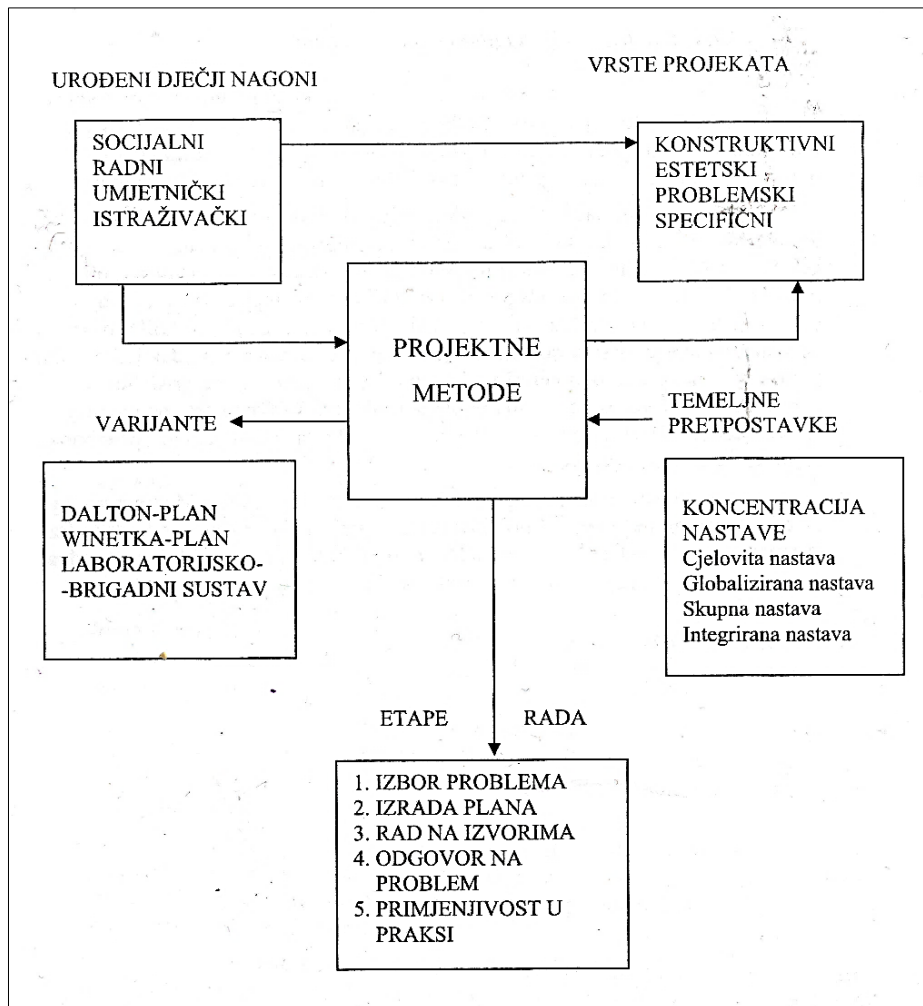 UROĐENI DJEČJI NAGONI
VRSTE PROJEKATA
SOCIJALNI
RADNI
UMJETNIČKI
ISTRAŽIVAČKI
KONSTRUKTIVNI
ESTETSKI
PROBLEMSKI
SPECIFIČNI
PROJEKTNE
METODE
VARIJANTE
TEMELJNE
PRETPOSTAVKE
DALTON-PLAN
WINETKA-PLAN
LABORATORIJSKO-
-BRIGADNI SUSTAV
KONCENTRACIJA
NASTAVE
Cjelovita nastava
Globalizirana nastava
Skupna nastava
Integrirana nastava
ETAPE RADA
1. IZBOR PROBLEMA
2. IZRADA PLANA
3. RAD NA IZVORIMA
4. ODGOVOR NA
PROBLEM
5. PRIMJENJIVOST U
PRAKSI